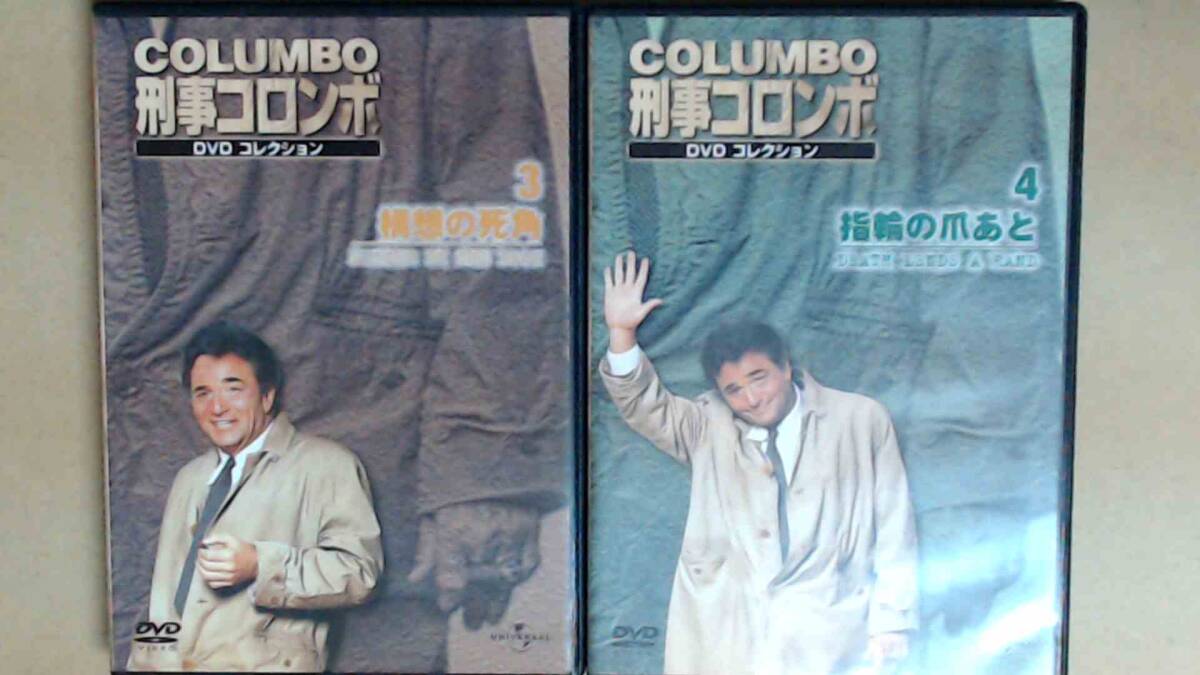 COLUMBO
刑事コロンボ
DVD コレクション
3
構想の死角
DVD
VIDEO
UNIVERSAL
COLUMBO
刑事コロンボ
DVD コレクション
4
指輪の爪あと
DEATH LENDS A HAND
DVD